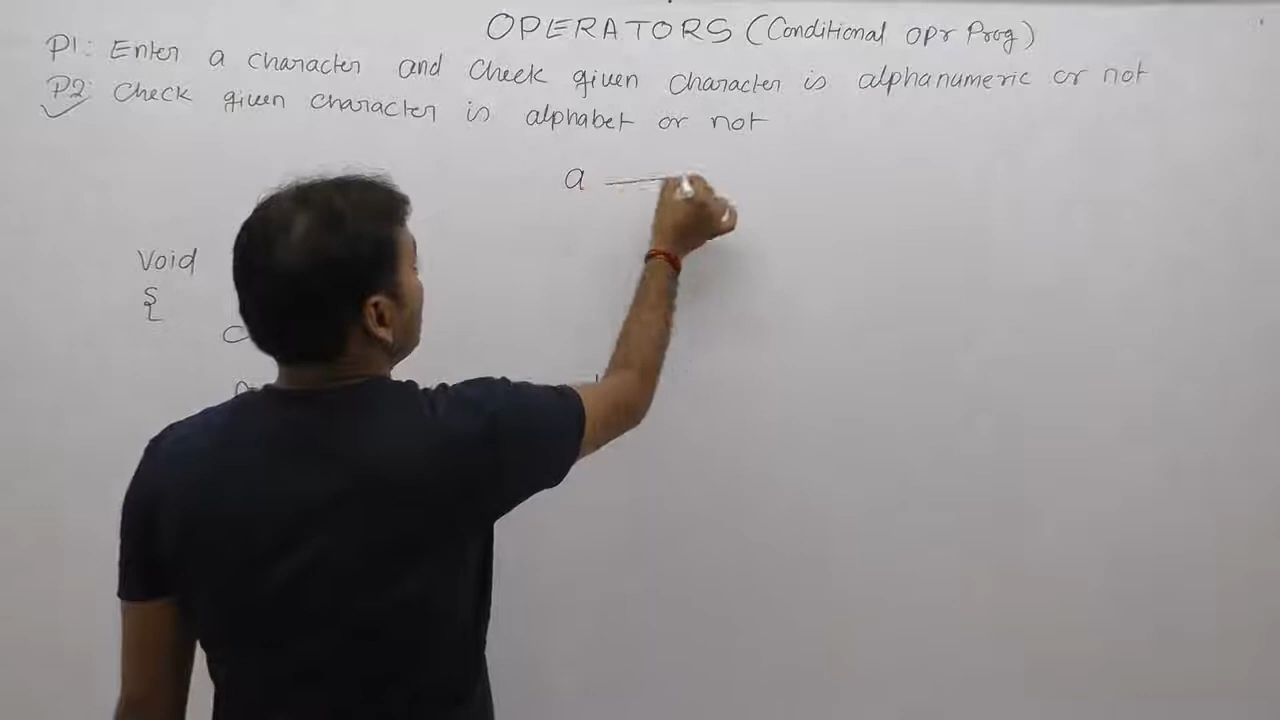 OPERATORS (Conditional opr Prog)
P1: Enter a character and check given character is alphanumeric or not
P2: Check given character is alphabet or not
a
Void
{
C